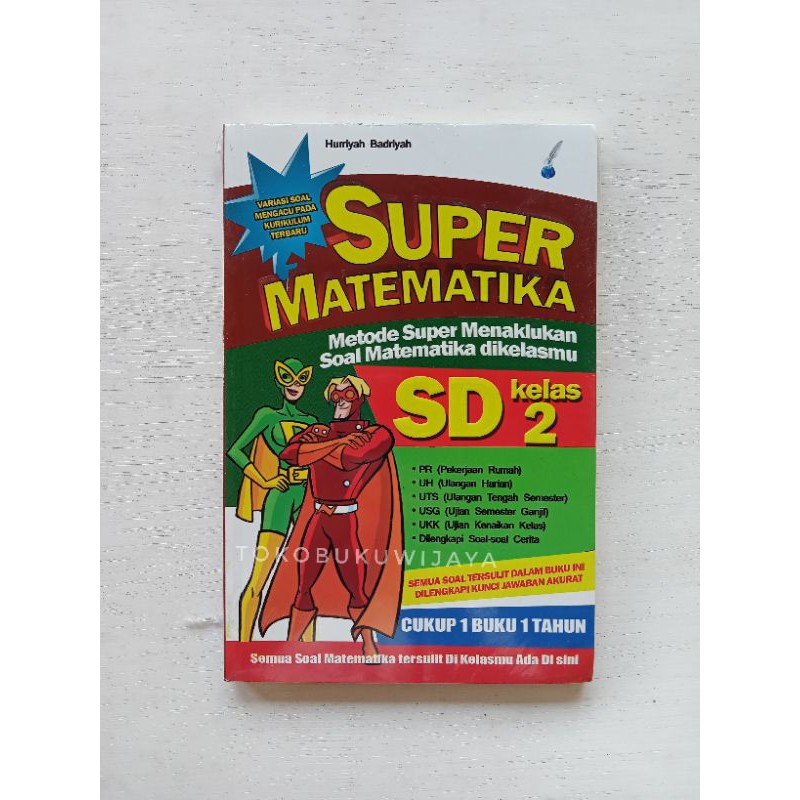 Hurriyah Badriyah
VARIASI SOAL
MENGACU PADA
KURIKULUM
TERBARU
SUPER
MATEMATIKA
Metode Super Menaklukan
Soal Matematika dikelasmu
SD kelas
2
• PR (Pekerjaan Rumah)
• UH (Ulangan Harian)
• UTS (Ulangan Tengah Semester)
• USG (Ujian Semester Ganjil)
• UKK (Ujian Kenaikan Kelas)
• Dilengkapi Soal-soal Cerita
TOKOBUKUWIJAYA
SEMUA SOAL TERSULIT DALAM BUKU INI
DILENGKAPI KUNCI JAWABAN AKURAT
CUKUP 1 BUKU 1 TAHUN
Semua Soal Matematika tersulit Di Kelasmu Ada Di sini